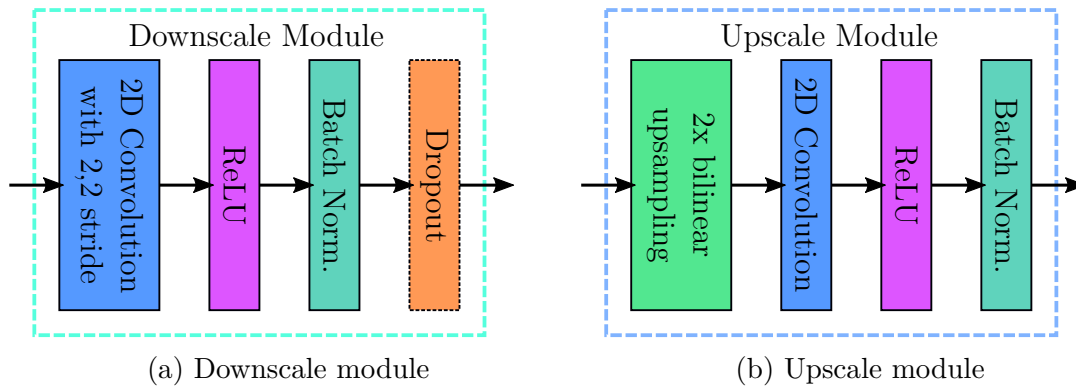 Downscale Module
2D Convolution
with 2,2 stride
ReLU
Batch Norm.
Dropout
(a) Downscale module
Upscale Module
2x bilinear
upsampling
2D Convolution
ReLU
Batch Norm.
(b) Upscale module